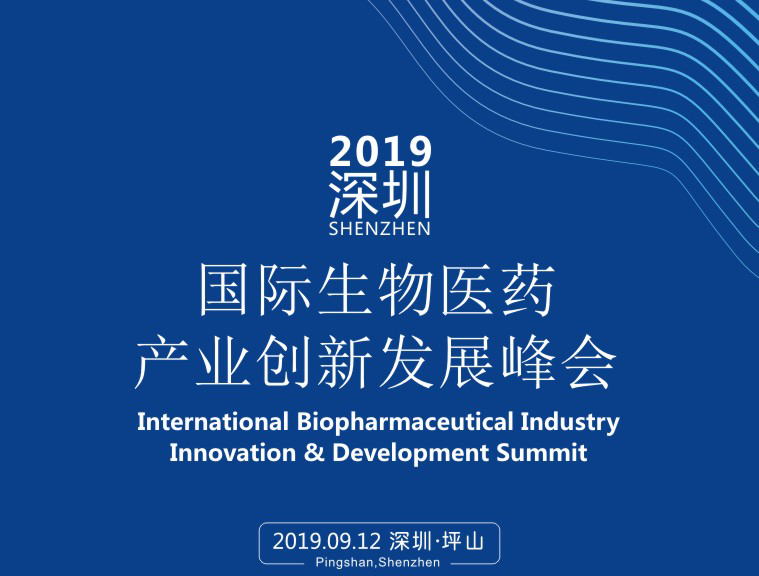 2019
深圳
SHENZHEN
国际生物医药
产业创新发展峰会
International Biopharmaceutical Industry
Innovation & Development Summit
2019.09.12 深圳·坪山
Pingshan,Shenzhen